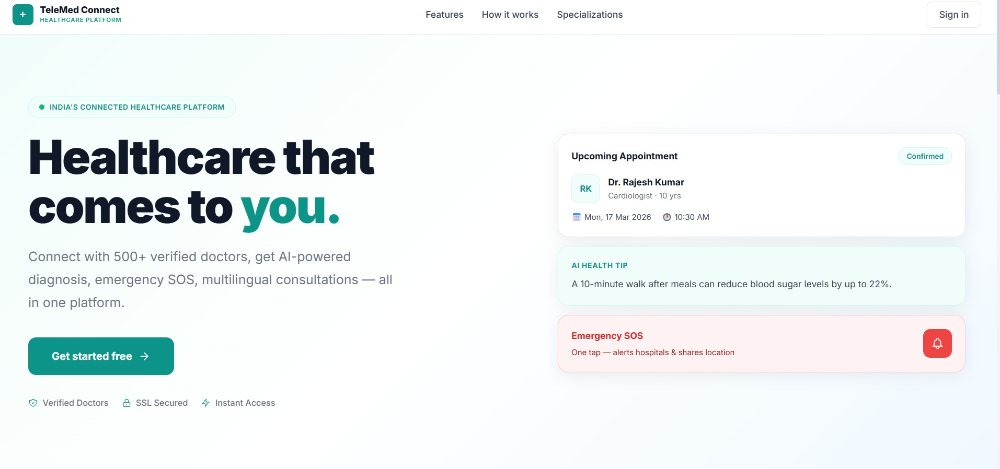 +
TeleMed Connect
HEALTHCARE PLATFORM
Features
How it works
Specializations
Sign in
INDIA'S CONNECTED HEALTHCARE PLATFORM
Healthcare that
comes to you.
Connect with 500+ verified doctors, get AI-powered
diagnosis, emergency SOS, multilingual consultations — all
in one platform.
Get started free →
Verified Doctors
SSL Secured
Instant Access
Upcoming Appointment
Confirmed
RK
Dr. Rajesh Kumar
Cardiologist · 10 yrs
Mon, 17 Mar 2026
10:30 AM
AI HEALTH TIP
A 10-minute walk after meals can reduce blood sugar levels by up to 22%.
Emergency SOS
One tap — alerts hospitals & shares location